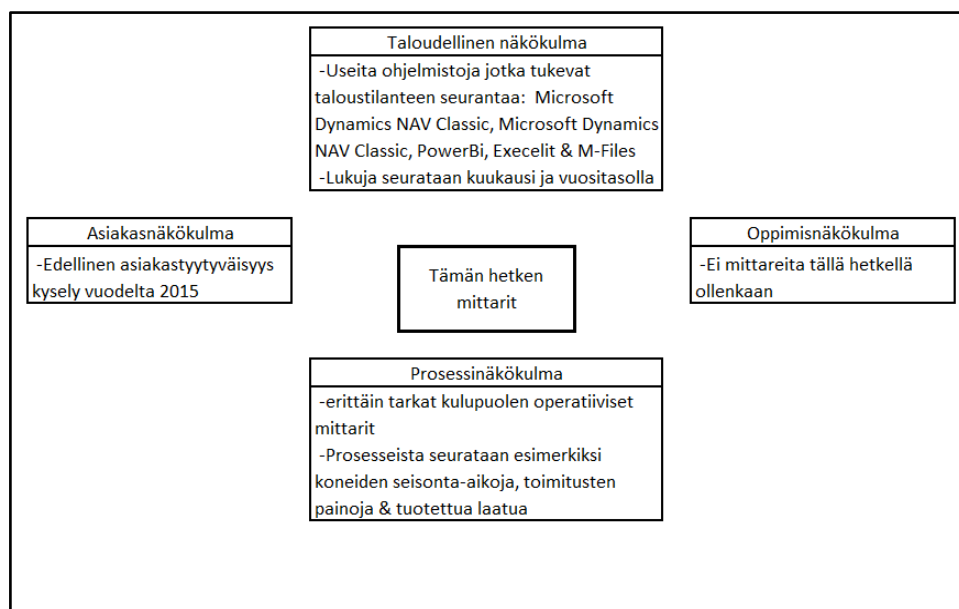 Taloudellinen näkökulma
-Useita ohjelmistoja jotka tukevat
taloustilanteen seurantaa: Microsoft
Dynamics NAV Classic, Microsoft Dynamics
NAV Classic, PowerBi, Execelit & M-Files
-Lukuja seurataan kuukausi ja vuositasolla
Asiakasnäkökulma
-Edellinen asiakastyytyväisyys
kysely vuodelta 2015
Tämän hetken
mittarit
Oppimisnäkökulma
-Ei mittareita tällä hetkellä
ollenkaan
Prosessinäkökulma
-erittäin tarkat kulupuolen operatiiviset
mittarit
-Prosesseista seurataan esimerkiksi
koneiden seisonta-aikoja, toimitusten
painoja & tuotettua laatua